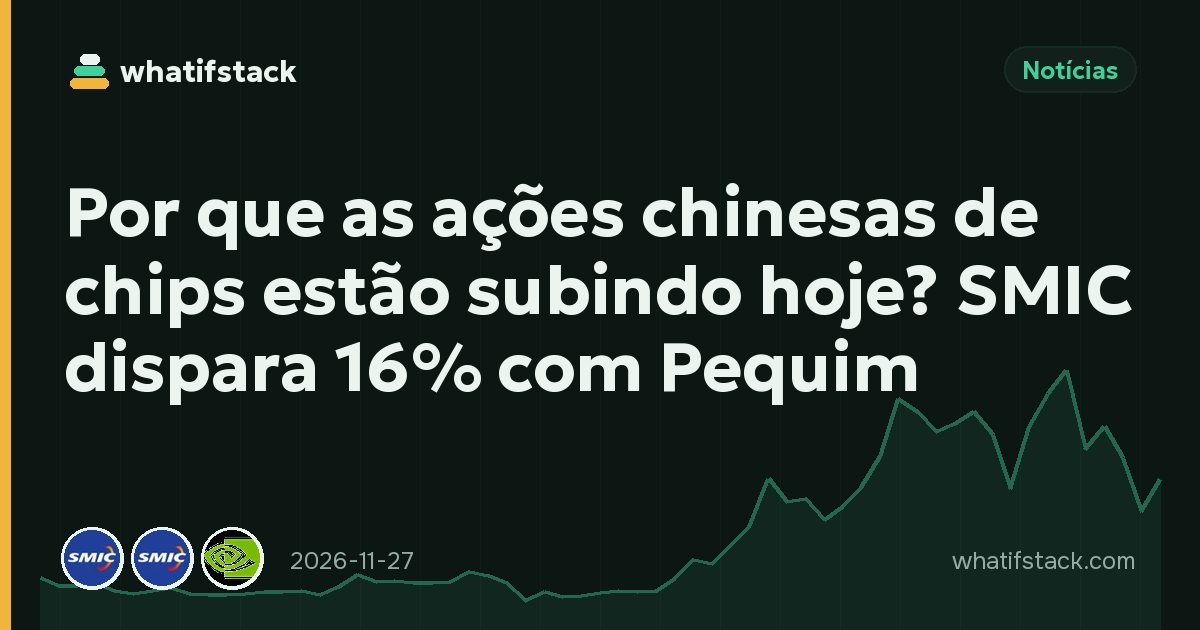 whatifstack
Notícias
Por que as ações chinesas de
chips estão subindo hoje? SMIC
dispara 16% com Pequim
SMIC
SMIC
2026-11-27
whatifstack.com